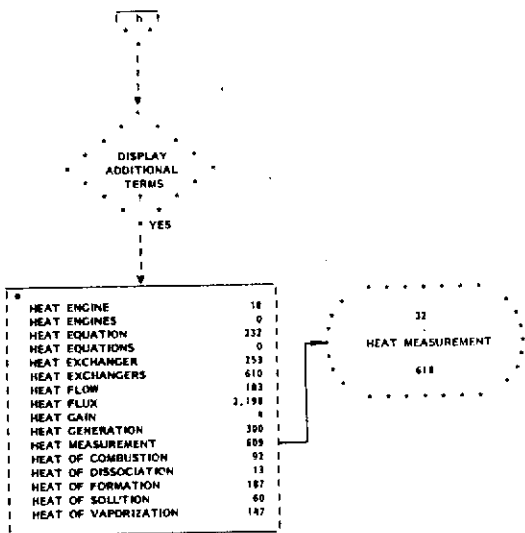 h
DISPLAY
ADDITIONAL
TERMS
YES
HEAT ENGINE 18
HEAT ENGINES 0
HEAT EQUATION 232
HEAT EQUATIONS 0
HEAT EXCHANGER 253
HEAT EXCHANGERS 610
HEAT FLOW 183
HEAT FLUX 2,198
HEAT GAIN 4
HEAT GENERATION 300
HEAT MEASUREMENT 609
HEAT OF COMBUSTION 92
HEAT OF DISSOCIATION 13
HEAT OF FORMATION 187
HEAT OF SOLUTION 60
HEAT OF VAPORIZATION 147
32
HEAT MEASUREMENT
618